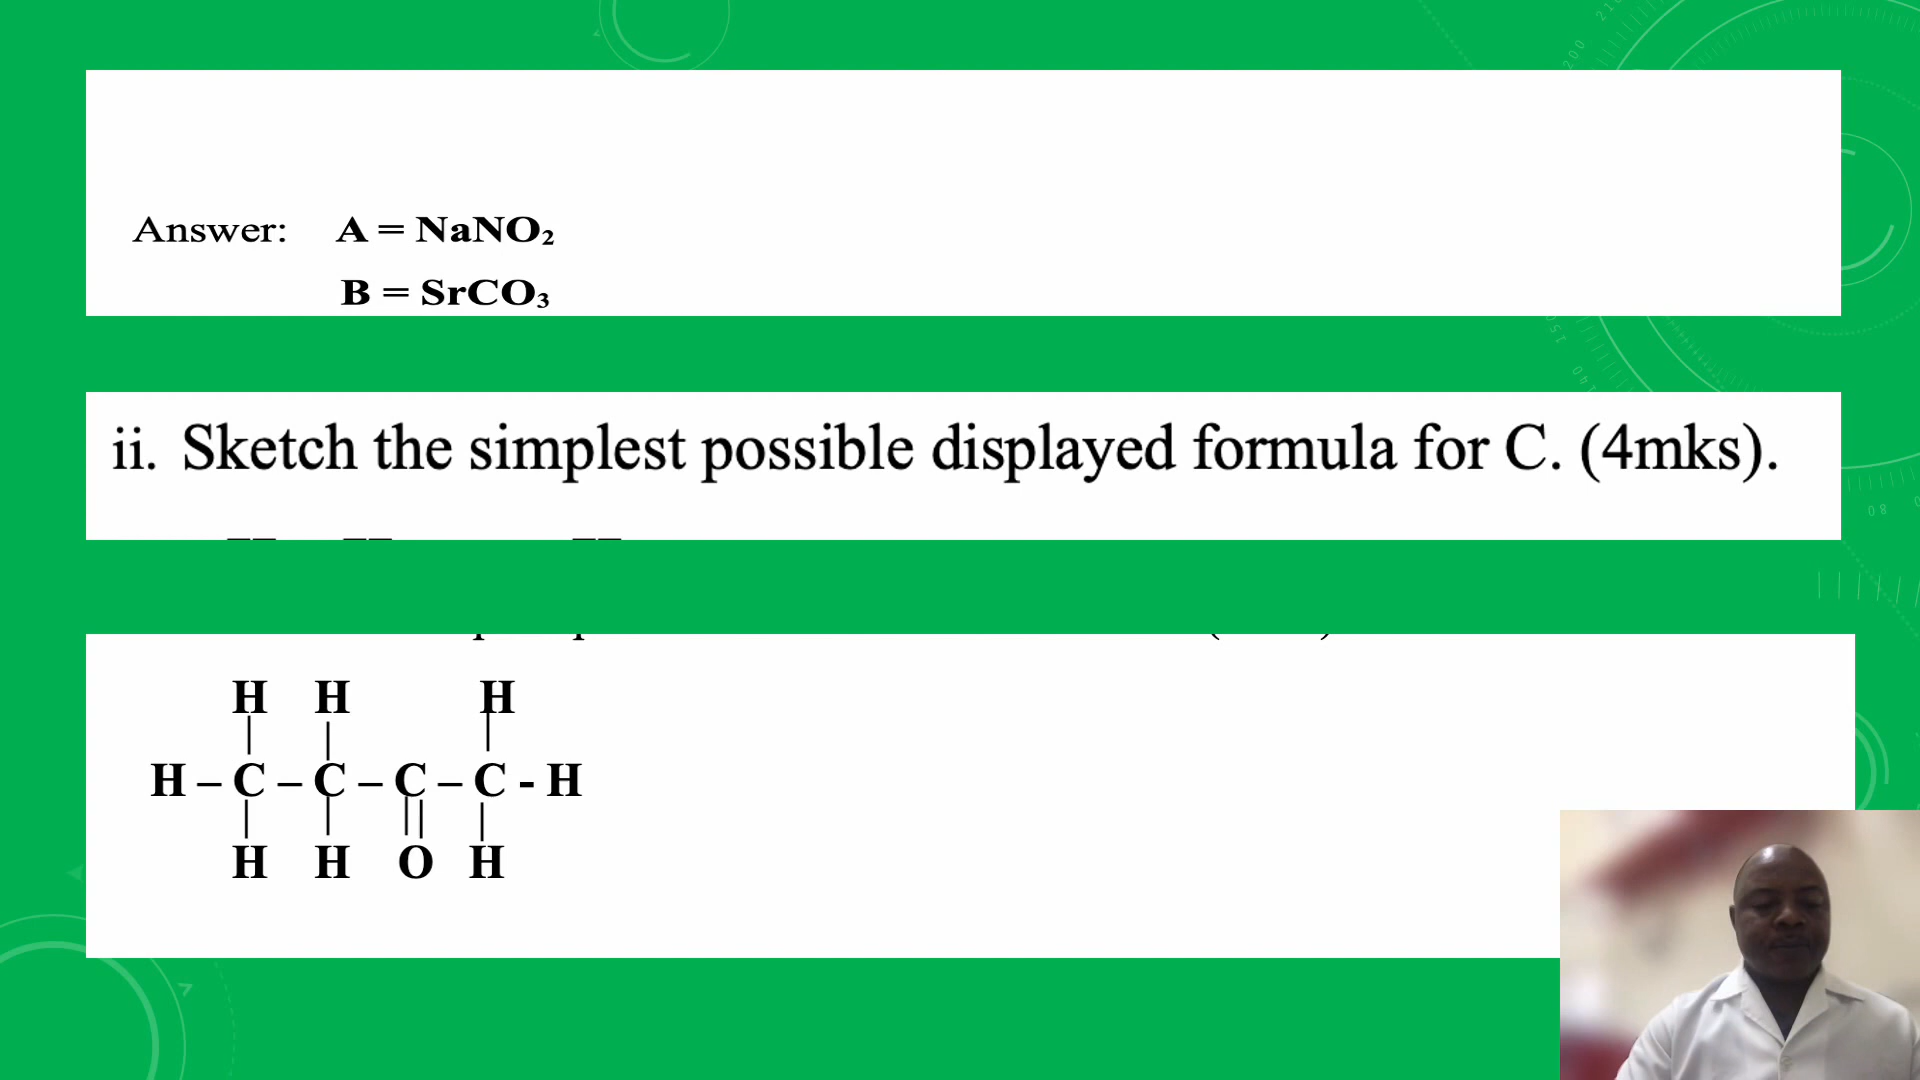 Answer: A = NaNO₂
B = SrCO₃
ii. Sketch the simplest possible displayed formula for C. (4mks).
H H H
H – C – C – C – C - H
H H O H